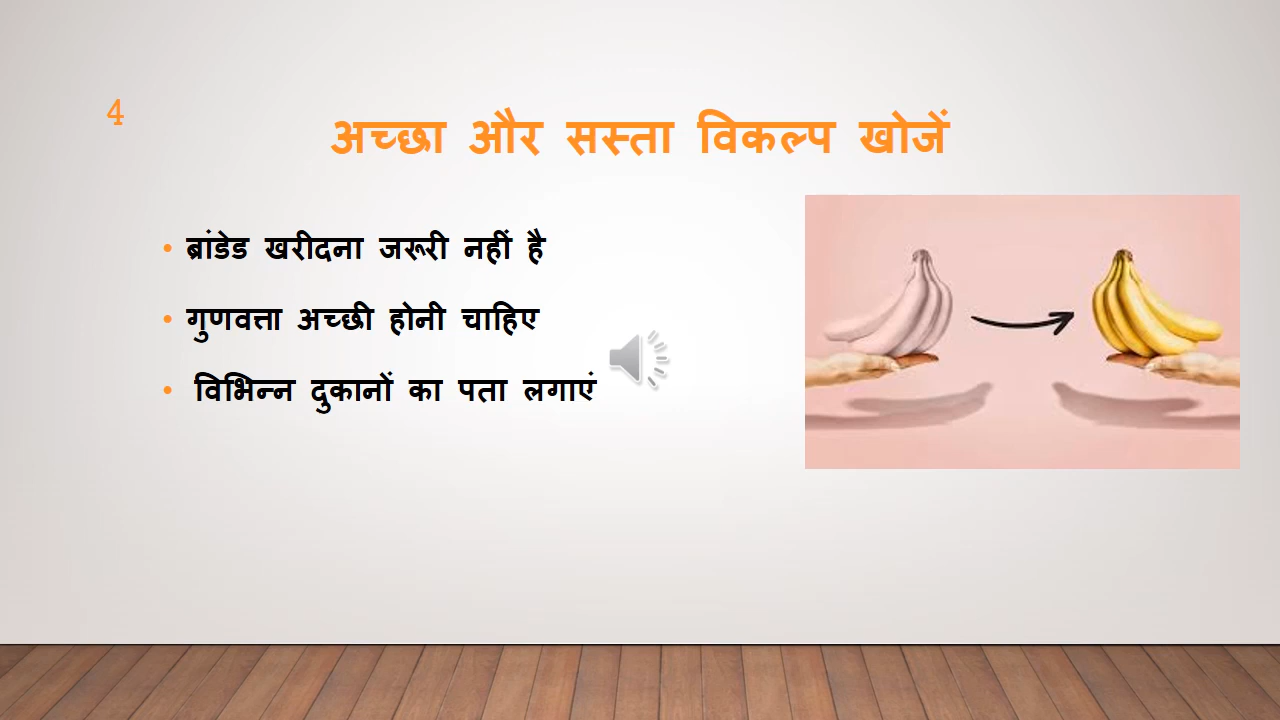 4
अच्छा और सस्ता विकल्प खोजें
• ब्रांडेड खरीदना जरूरी नहीं है
• गुणवत्ता अच्छी होनी चाहिए
• विभिन्न दुकानों का पता लगाएं